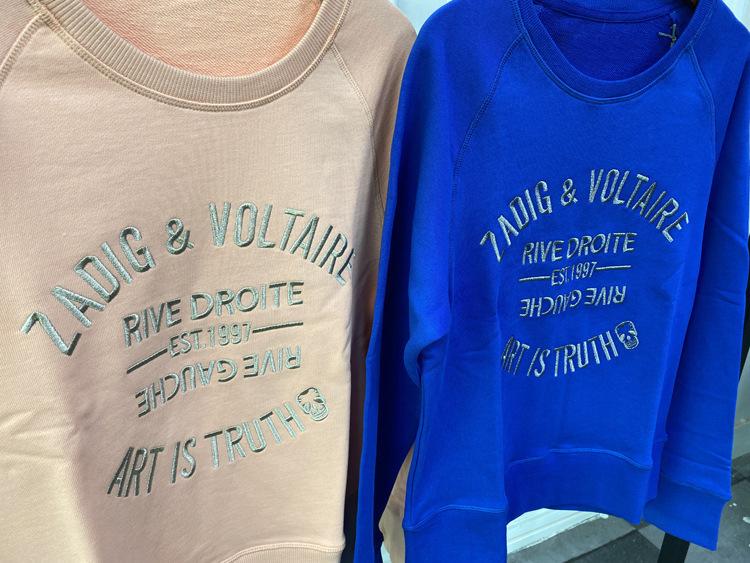 ZADIG & VOLTAIRE
RIVE DROITE
EST. 1997
RIVE GAUCHE
ART IS TRUTH
ZADIG & VOLTAIRE
RIVE DROITE
EST. 1997
RIVE GAUCHE
ART IS TRUTH